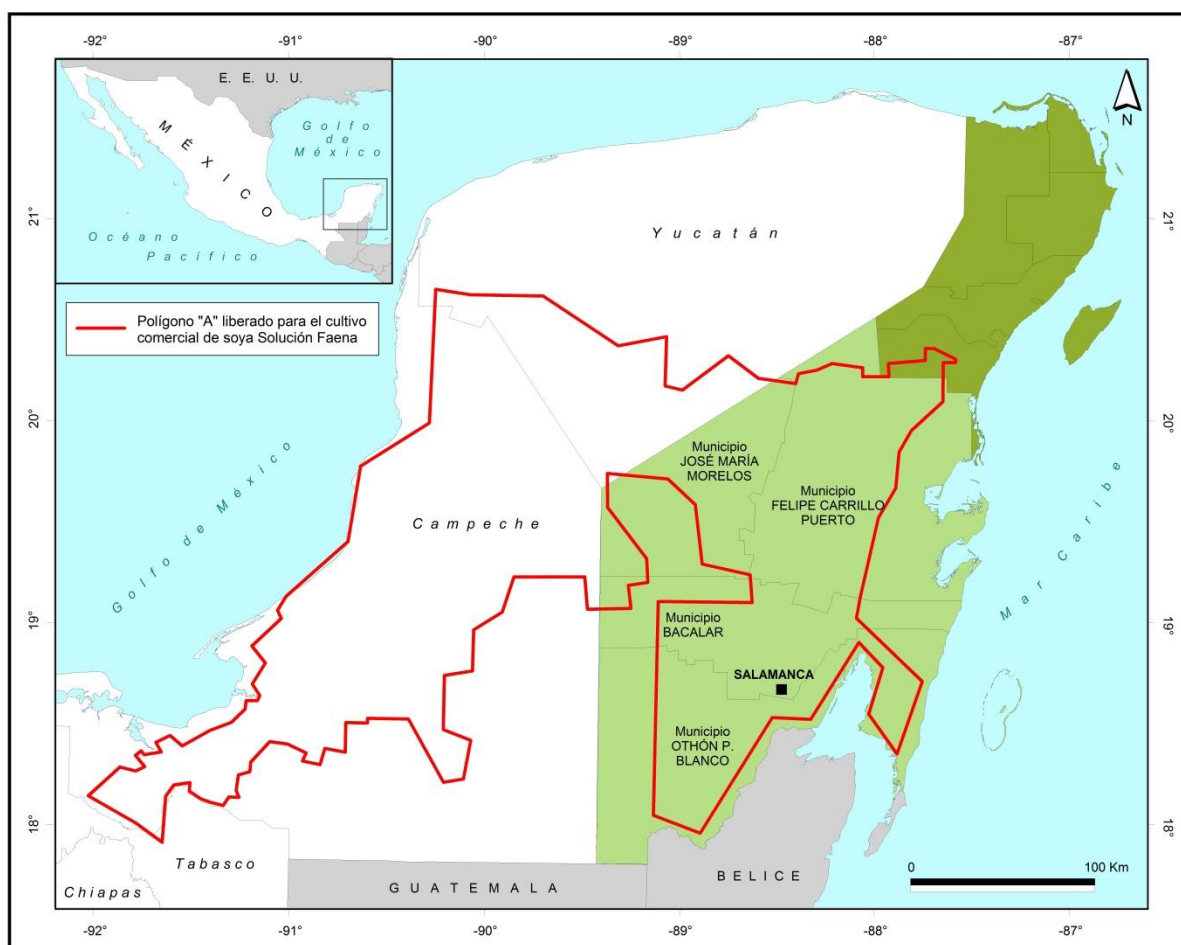 -92° -91° -90° -89° -88° -87°
E. E. U. U.
Golfo
de
México
MÉXICO
Océano
Pacífico
N
21° 21°
Yucatán
Polígono "A" liberado para el cultivo
comercial de soya Solución Faena
20° 20°
Golfo de México
Municipio
JOSÉ MARÍA
MORELOS
Municipio
FELIPE CARRILLO
PUERTO
Campeche
Mar Caribe
19° 19°
Municipio
BACALAR
SALAMANCA
Municipio
OTHÓN P.
BLANCO
18° 18°
Tabasco
Chiapas
GUATEMALA
BELICE
0 100 Km
-92° -91° -90° -89° -88° -87°